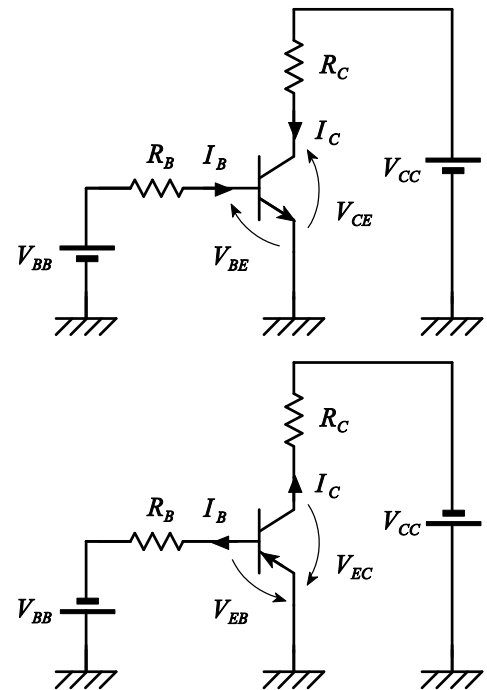 R_C
I_C
R_B I_B
V_CC
V_CE
V_BB
V_BE
R_C
I_C
R_B I_B
V_CC
V_EC
V_BB
V_EB